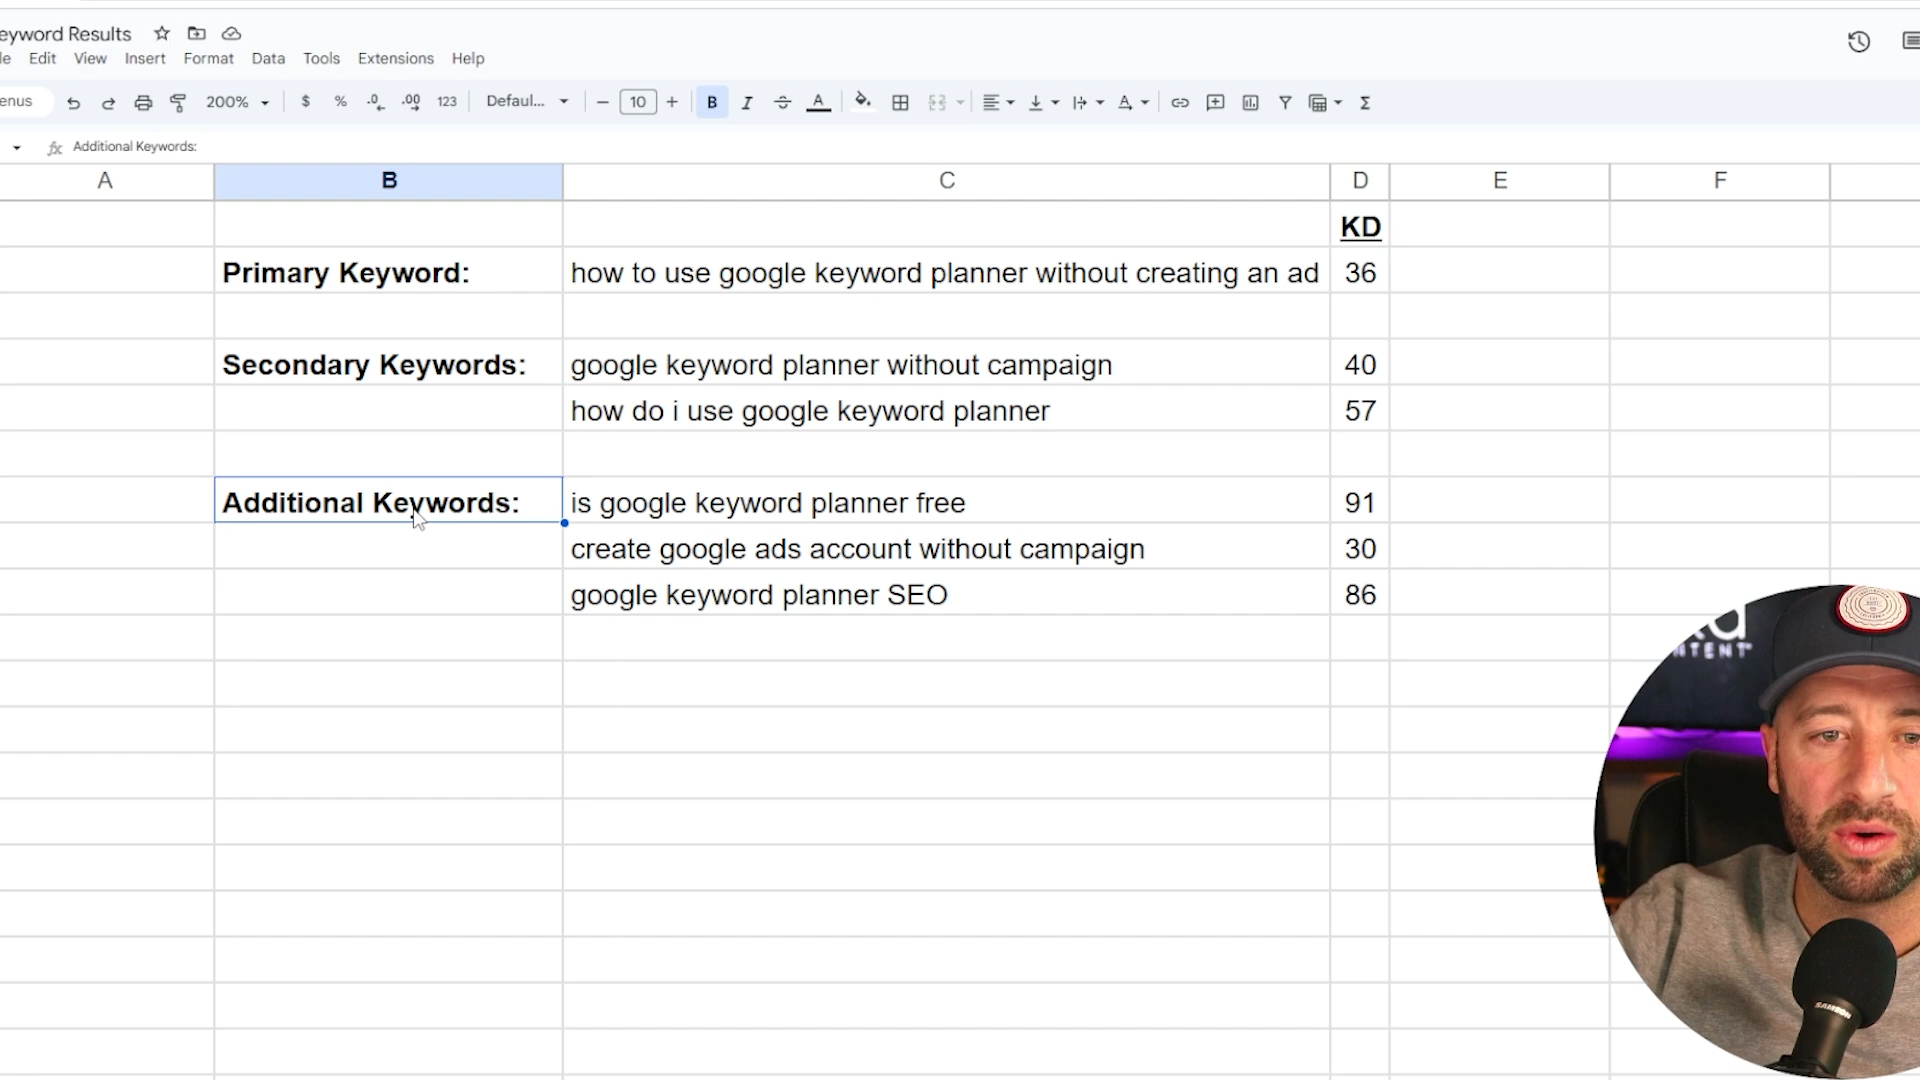 eyword Results
le Edit View Insert Format Data Tools Extensions Help
enus 200% $ % .0 .00 123 Defaul... 10 B I A A Σ
fx Additional Keywords:
A B C D E F
KD
Primary Keyword: how to use google keyword planner without creating an ad 36
Secondary Keywords: google keyword planner without campaign 40
how do i use google keyword planner 57
Additional Keywords: is google keyword planner free 91
create google ads account without campaign 30
google keyword planner SEO 86
NTENT
SAMSON